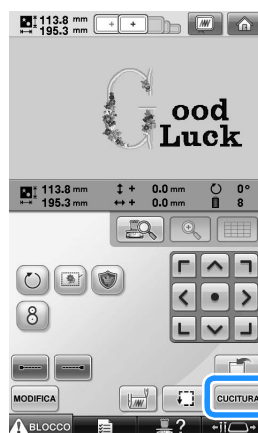 113.8 mm
195.3 mm
Good
Luck
113.8 mm + 0.0 mm 0°
195.3 mm + 0.0 mm 8
8
MODIFICA CUCITURA
BLOCCO ?